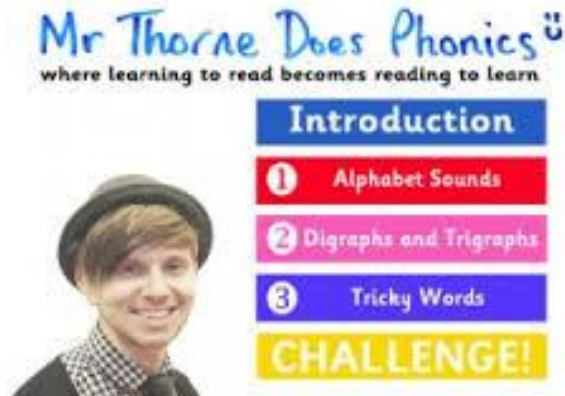 Mr Thorne Does Phonics
where learning to read becomes reading to learn
Introduction
1 Alphabet Sounds
2 Digraphs and Trigraphs
3 Tricky Words
CHALLENGE!